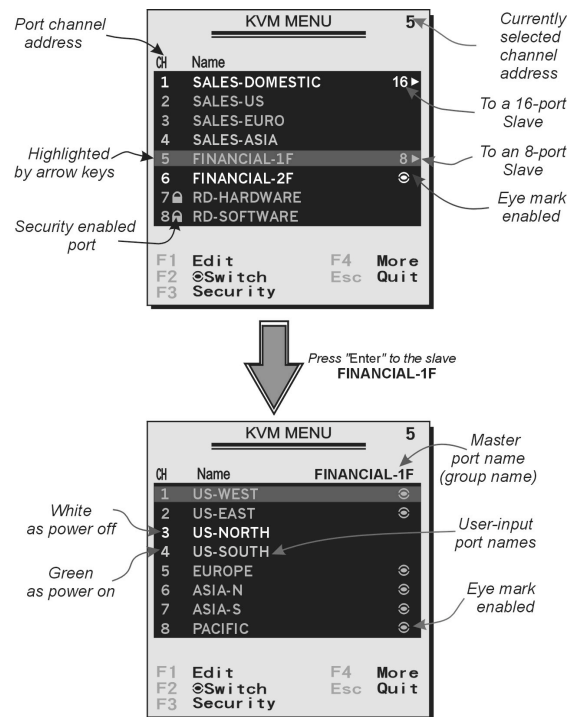 Port channel
address
KVM MENU 5
Currently
selected
channel
address
CH Name
1 SALES-DOMESTIC 16
2 SALES-US
3 SALES-EURO
4 SALES-ASIA
5 FINANCIAL-1F 8
6 FINANCIAL-2F
7 RD-HARDWARE
8 RD-SOFTWARE
To a 16-port
Slave
Highlighted
by arrow keys
To an 8-port
Slave
Eye mark
enabled
Security enabled
port
F1 Edit F4 More
F2 Switch Esc Quit
F3 Security
Press "Enter" to the slave
FINANCIAL-1F
KVM MENU 5
Master
port name
(group name)
CH Name FINANCIAL-1F
1 US-WEST
2 US-EAST
3 US-NORTH
4 US-SOUTH
5 EUROPE
6 ASIA-N
7 ASIA-S
8 PACIFIC
White
as power off
User-input
port names
Green
as power on
Eye mark
enabled
F1 Edit F4 More
F2 Switch Esc Quit
F3 Security